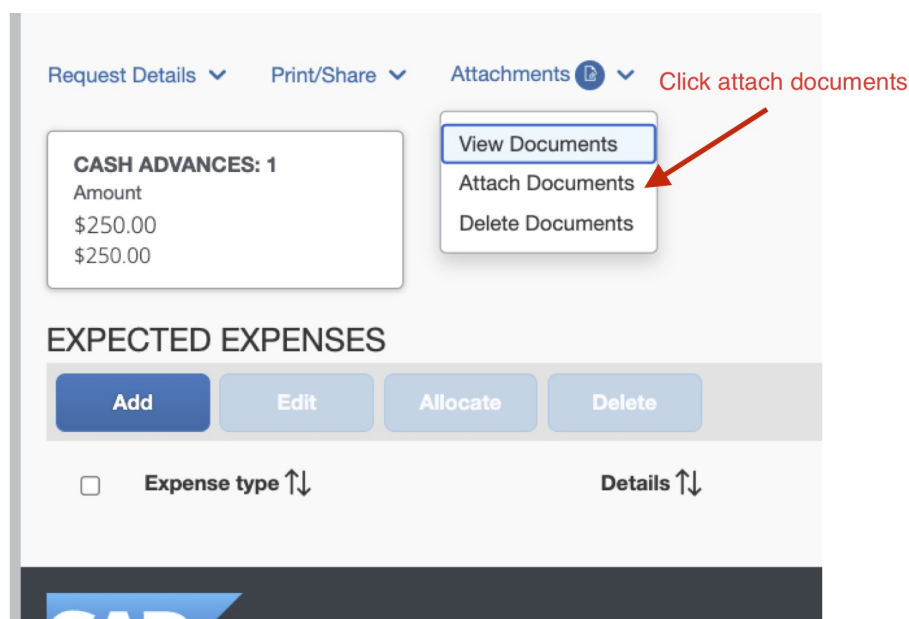 Request Details
Print/Share
Attachments
Click attach documents
View Documents
Attach Documents
Delete Documents
CASH ADVANCES: 1
Amount
$250.00
$250.00
EXPECTED EXPENSES
Add Edit Allocate Delete
Expense type Details